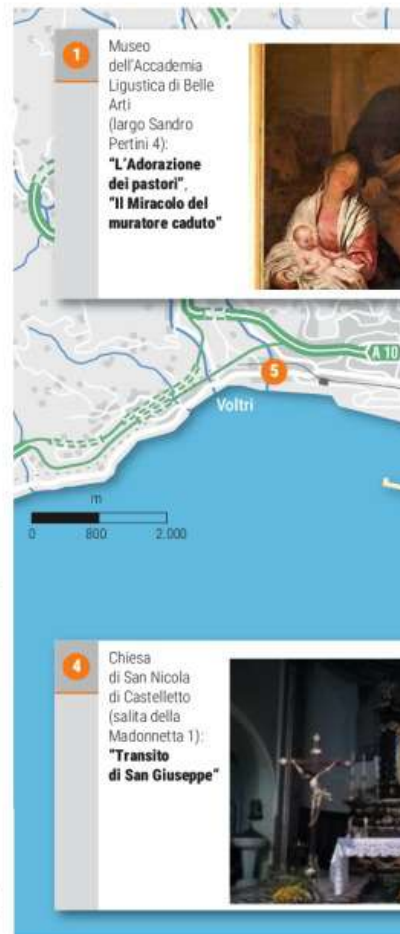 1
Museo
dell'Accademia
Ligustica di Belle
Arti
(largo Sandro
Pertini 4):
"L'Adorazione
dei pastori",
"Il Miracolo del
muratore caduto"
A 10
5
Voltri
m
0 800 2.000
4
Chiesa
di San Nicola
di Castelletto
(salita della
Madonnetta 1):
"Transito
di San Giuseppe"